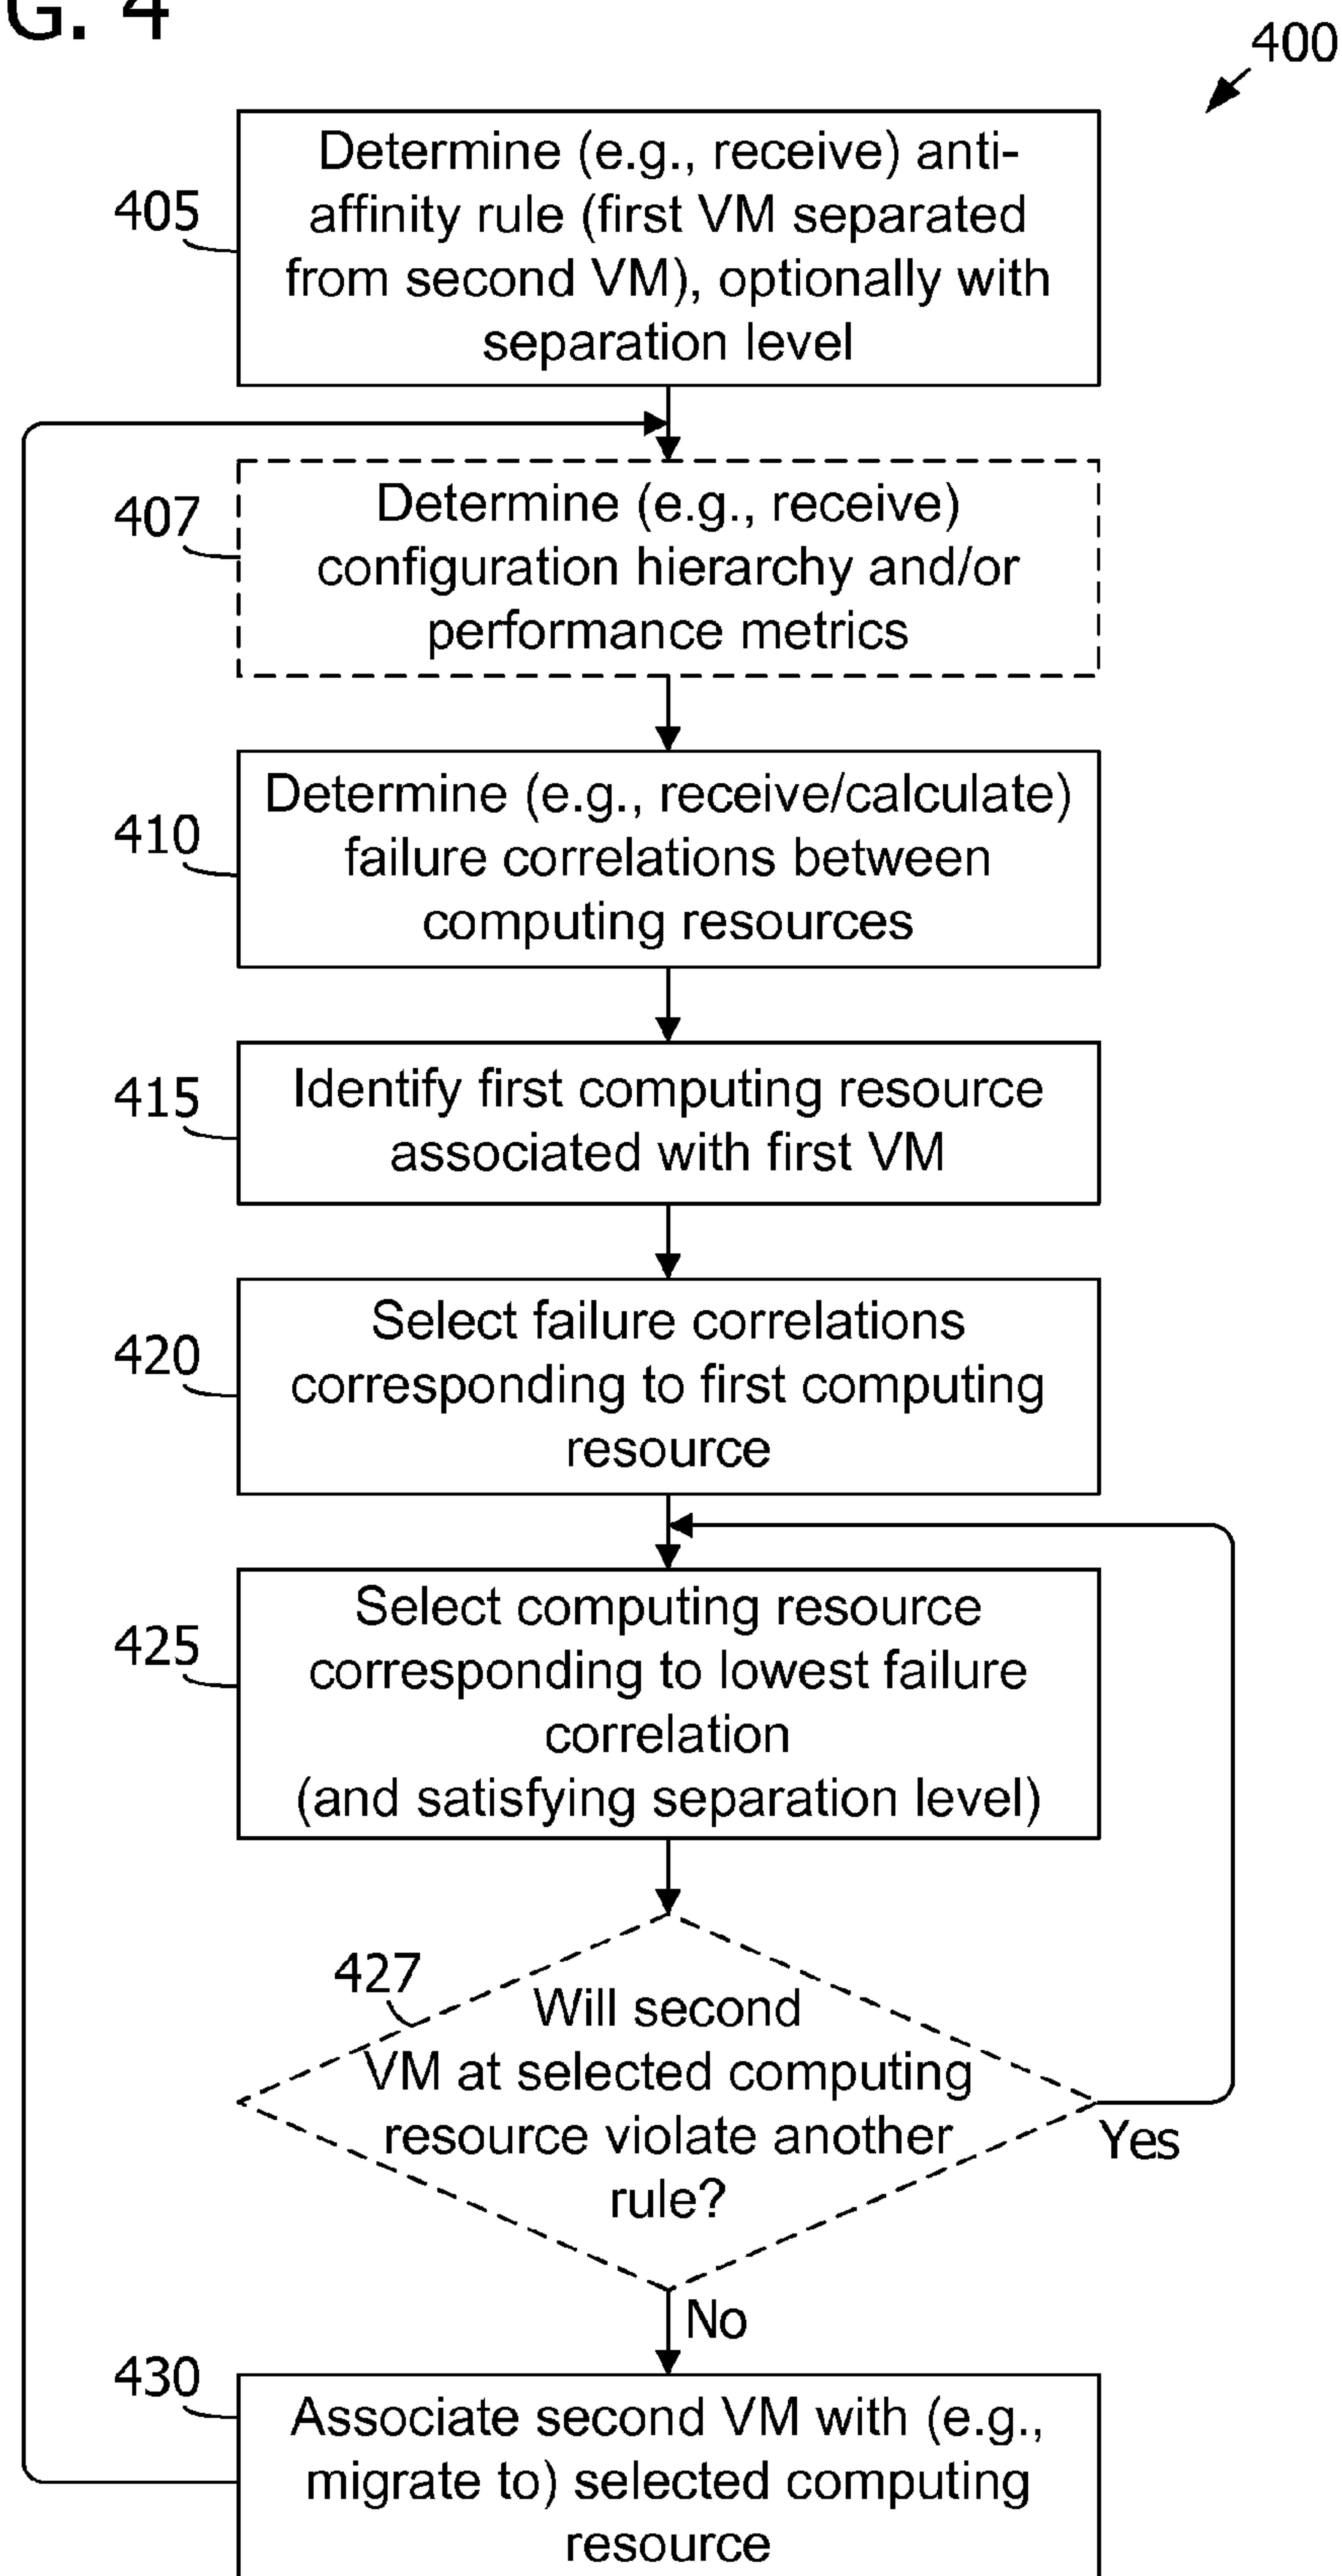 G. 4
400
405
Determine (e.g., receive) anti-
affinity rule (first VM separated
from second VM), optionally with
separation level
407
Determine (e.g., receive)
configuration hierarchy and/or
performance metrics
410
Determine (e.g., receive/calculate)
failure correlations between
computing resources
415
Identify first computing resource
associated with first VM
420
Select failure correlations
corresponding to first computing
resource
425
Select computing resource
corresponding to lowest failure
correlation
(and satisfying separation level)
427
Will second
VM at selected computing
resource violate another
rule?
Yes
No
430
Associate second VM with (e.g.,
migrate to) selected computing
resource